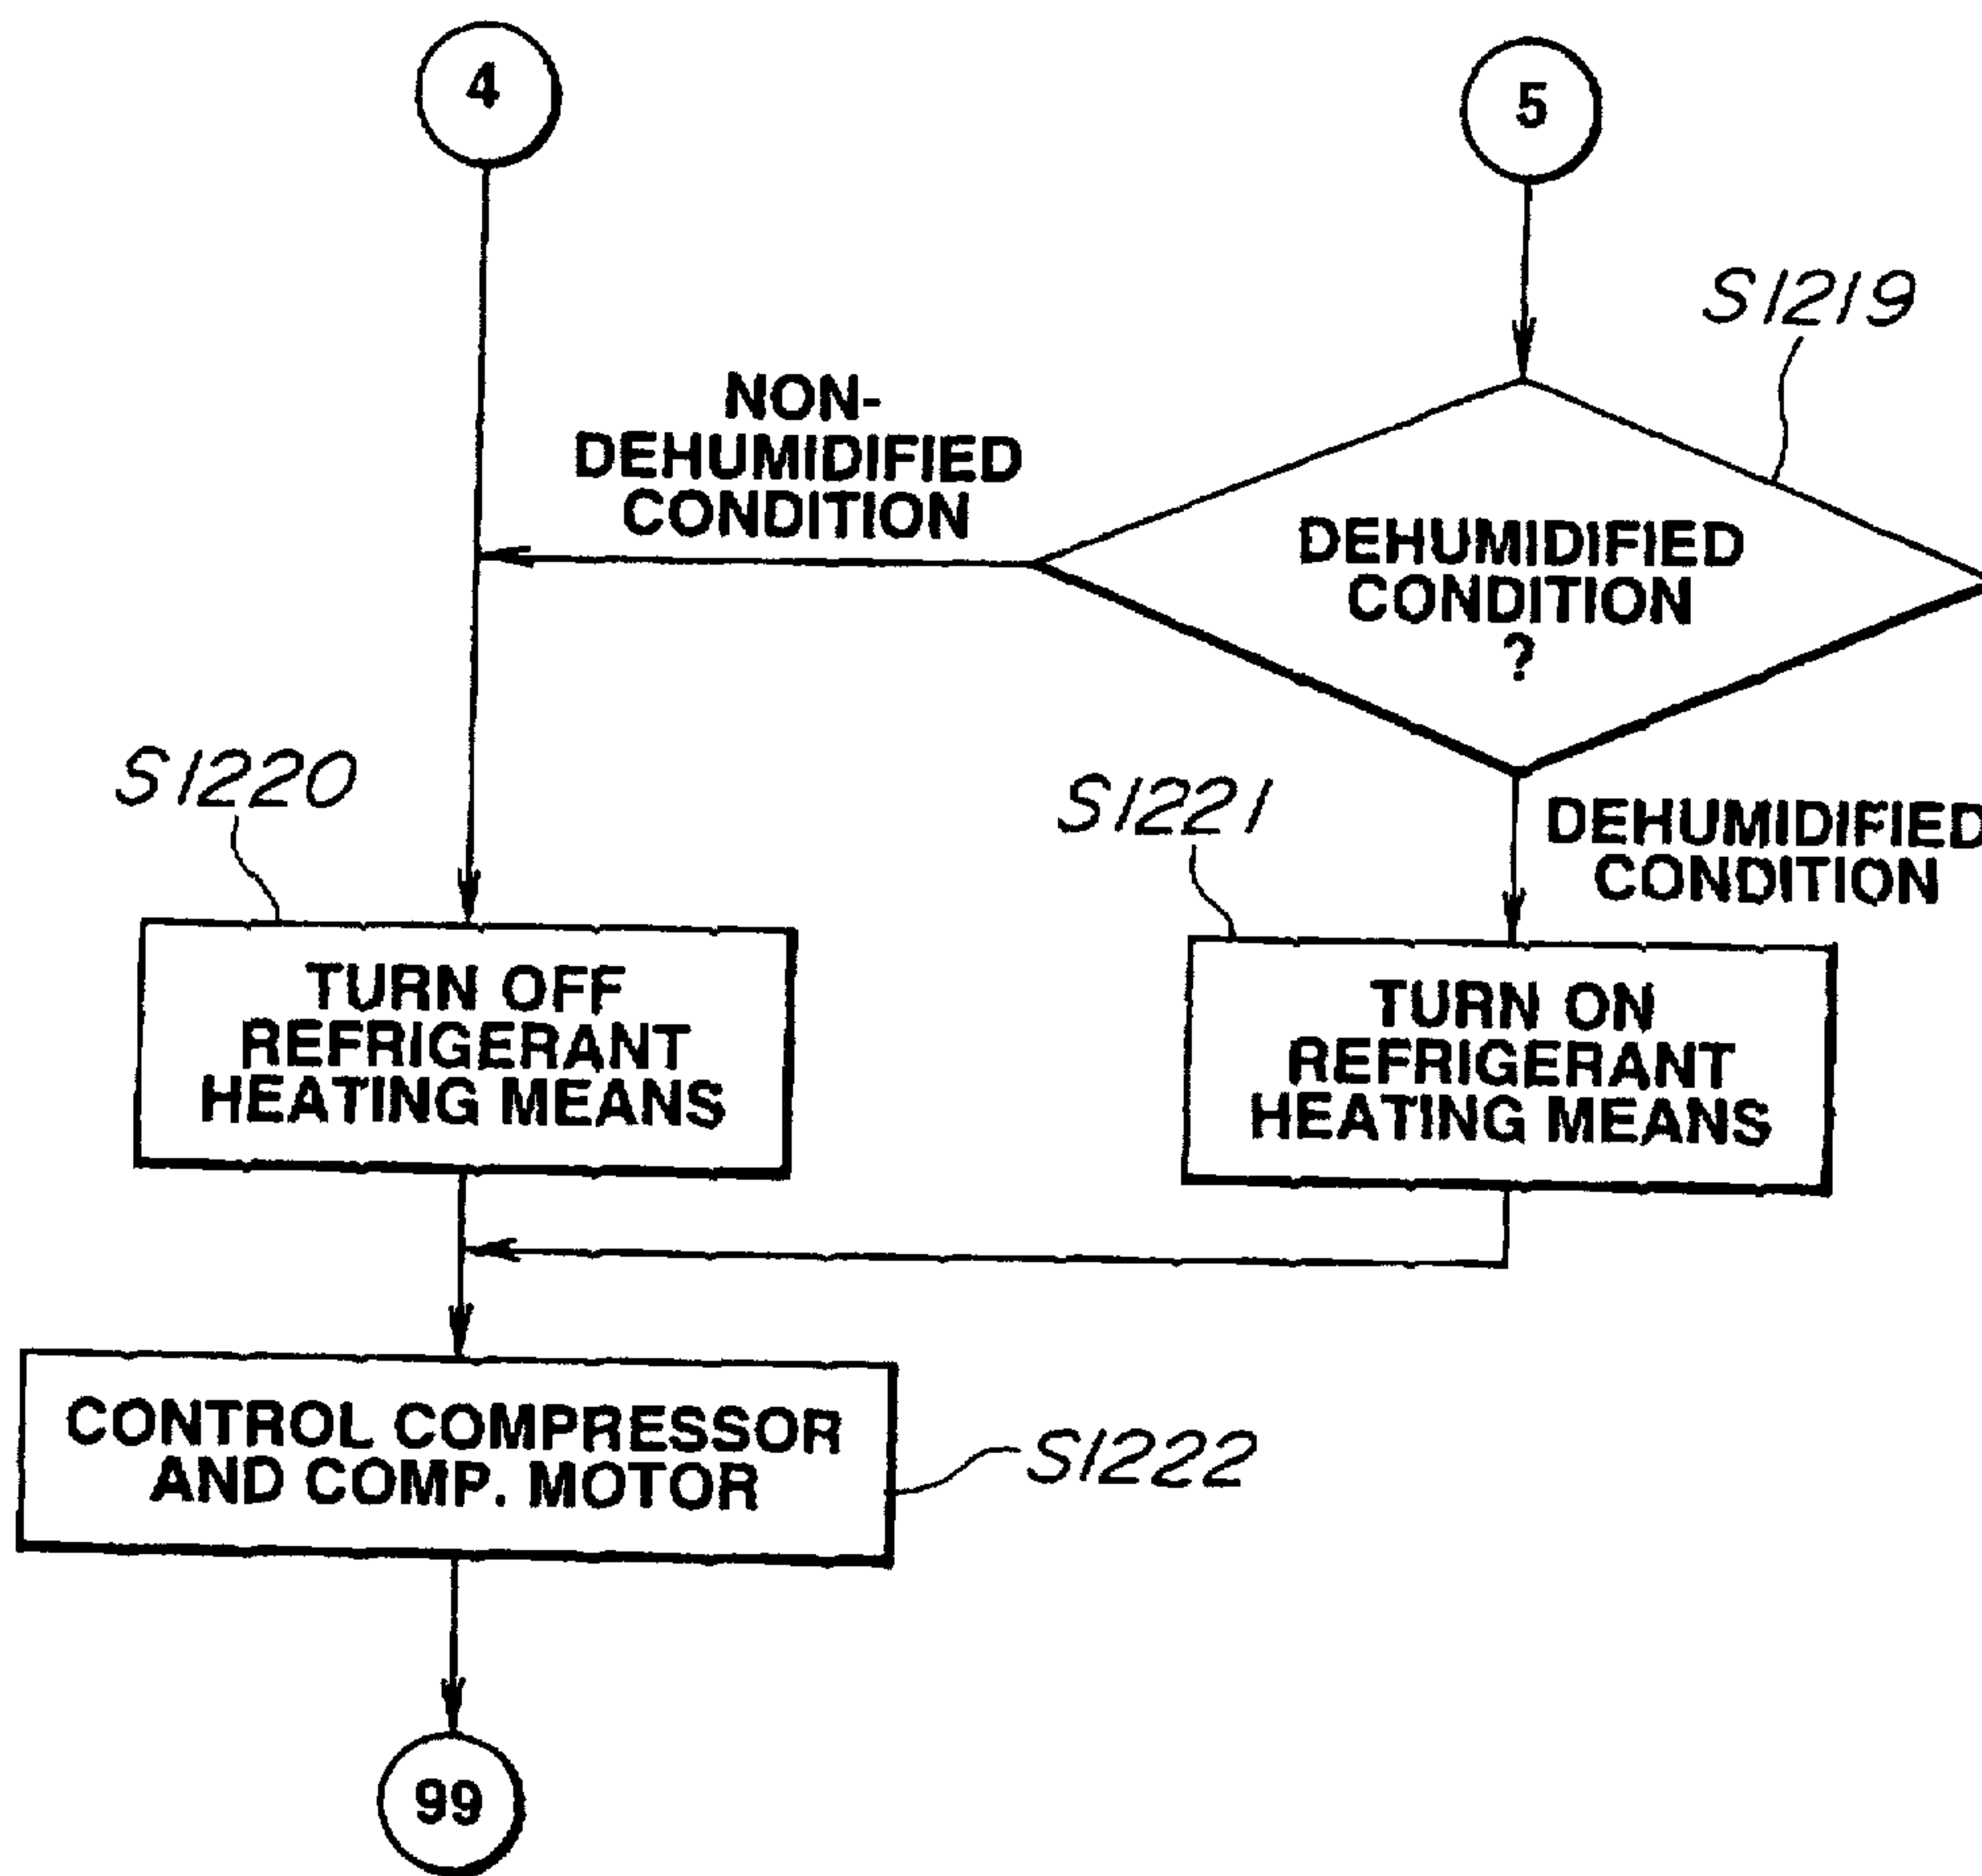 4
5
S1219
NON-
DEHUMIDIFIED
CONDITION
DEHUMIDIFIED
CONDITION
?
S1220
S1221
DEHUMIDIFIED
CONDITION
TURN OFF
REFRIGERANT
HEATING MEANS
TURN ON
REFRIGERANT
HEATING MEANS
CONTROL COMPRESSOR
AND COMP. MOTOR
S1222
99